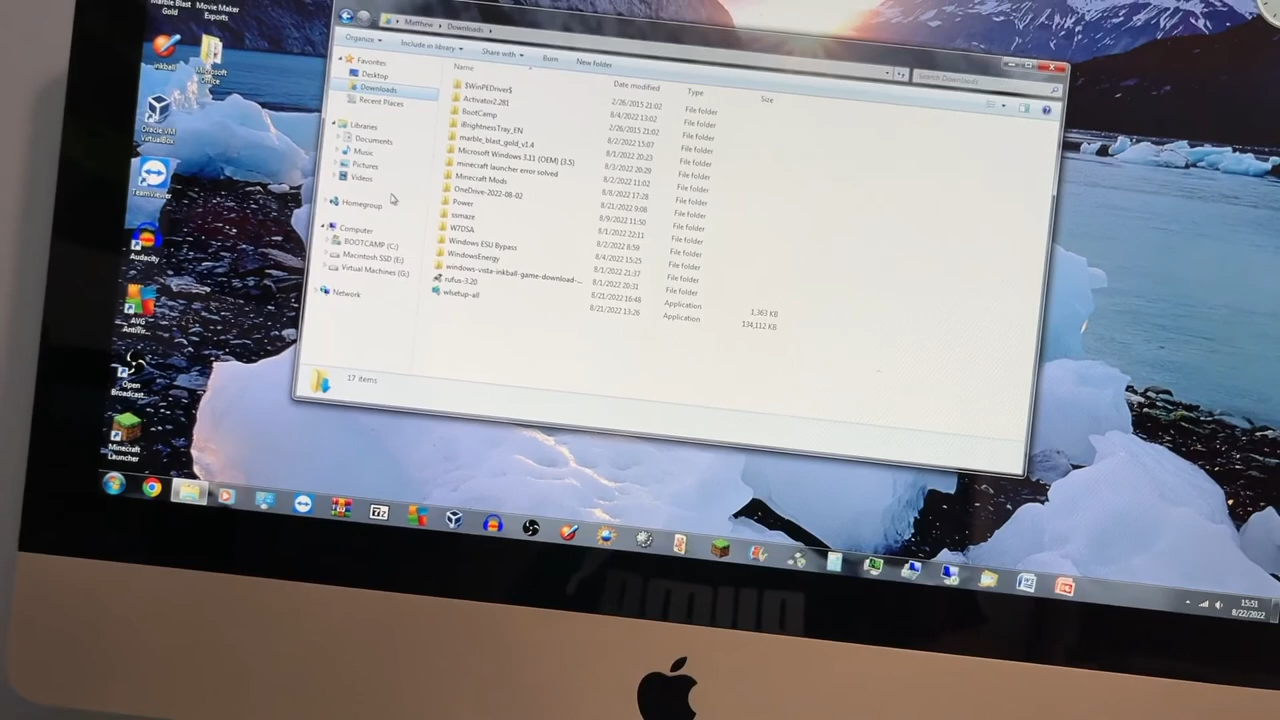 Marble Blast
Gold
Movie Maker
Exports
inkball
Microsoft
Office
Oracle VM
VirtualBox
TeamViewer
Audacity
AVG
AntiVir...
Open
Broadcast...
Minecraft
Launcher
Matthew
Downloads
Search Downloads
Organize
Include in library
Share with
Burn
New folder
Favorites
Desktop
Downloads
Recent Places
Libraries
Documents
Music
Pictures
Videos
Homegroup
Computer
BOOTCAMP (C:)
Macintosh SSD (E:)
Virtual Machines (G:)
Network
Name Date modified Type Size
$WinPEDriver$ 2/26/2015 21:02 File folder
Activator2.281 8/4/2022 13:02 File folder
BootCamp 2/26/2015 21:02 File folder
iBrightnessTray_EN 8/2/2022 15:07 File folder
marble_blast_gold_v1.4 8/1/2022 20:23 File folder
Microsoft Windows 3.11 (OEM) (3.5) 8/3/2022 20:29 File folder
minecraft launcher error solved 8/2/2022 11:02 File folder
Minecraft Mods 8/8/2022 17:28 File folder
OneDrive-2022-08-02 8/21/2022 9:08 File folder
Power 8/9/2022 11:50 File folder
ssmaze 8/1/2022 22:11 File folder
W7DSA 8/2/2022 8:59 File folder
Windows ESU Bypass 8/4/2022 15:25 File folder
WindowsEnergy 8/1/2022 21:37 File folder
windows-vista-inkball-game-download-... 8/1/2022 20:31 File folder
rufus-3.20 8/21/2022 16:48 Application 1,363 KB
wlsetup-all 8/21/2022 13:26 Application 134,112 KB
17 items
15:51
8/22/2022